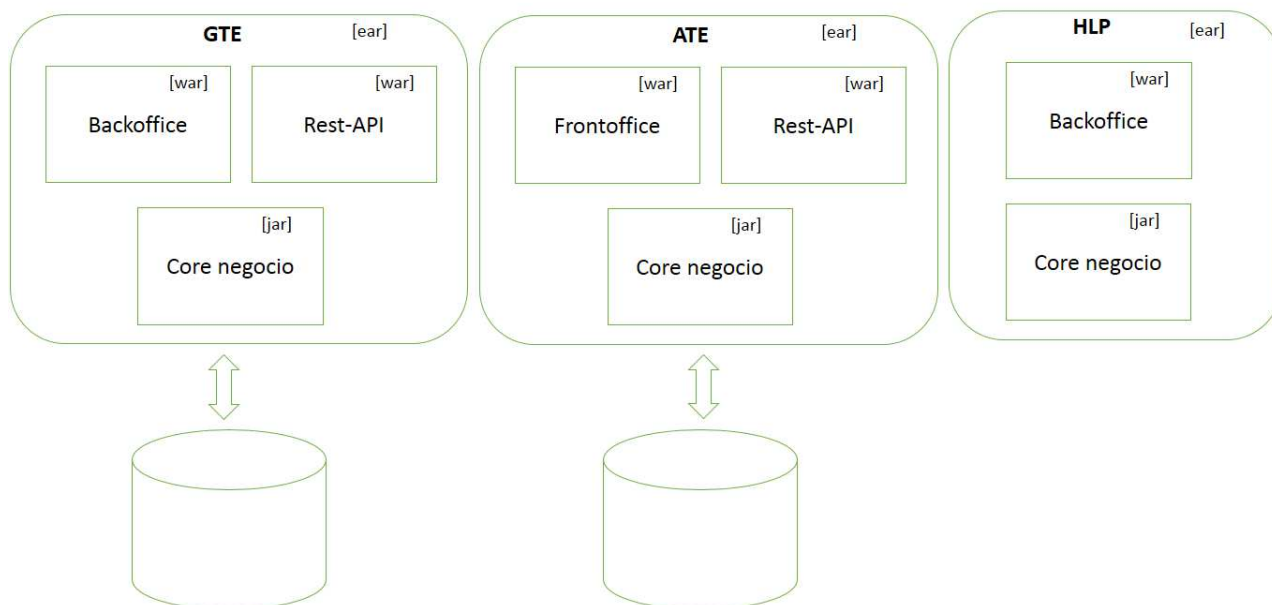 GTE [ear]
[war]
Backoffice
[war]
Rest-API
[jar]
Core negocio
ATE [ear]
[war]
Frontoffice
[war]
Rest-API
[jar]
Core negocio
HLP [ear]
[war]
Backoffice
[jar]
Core negocio